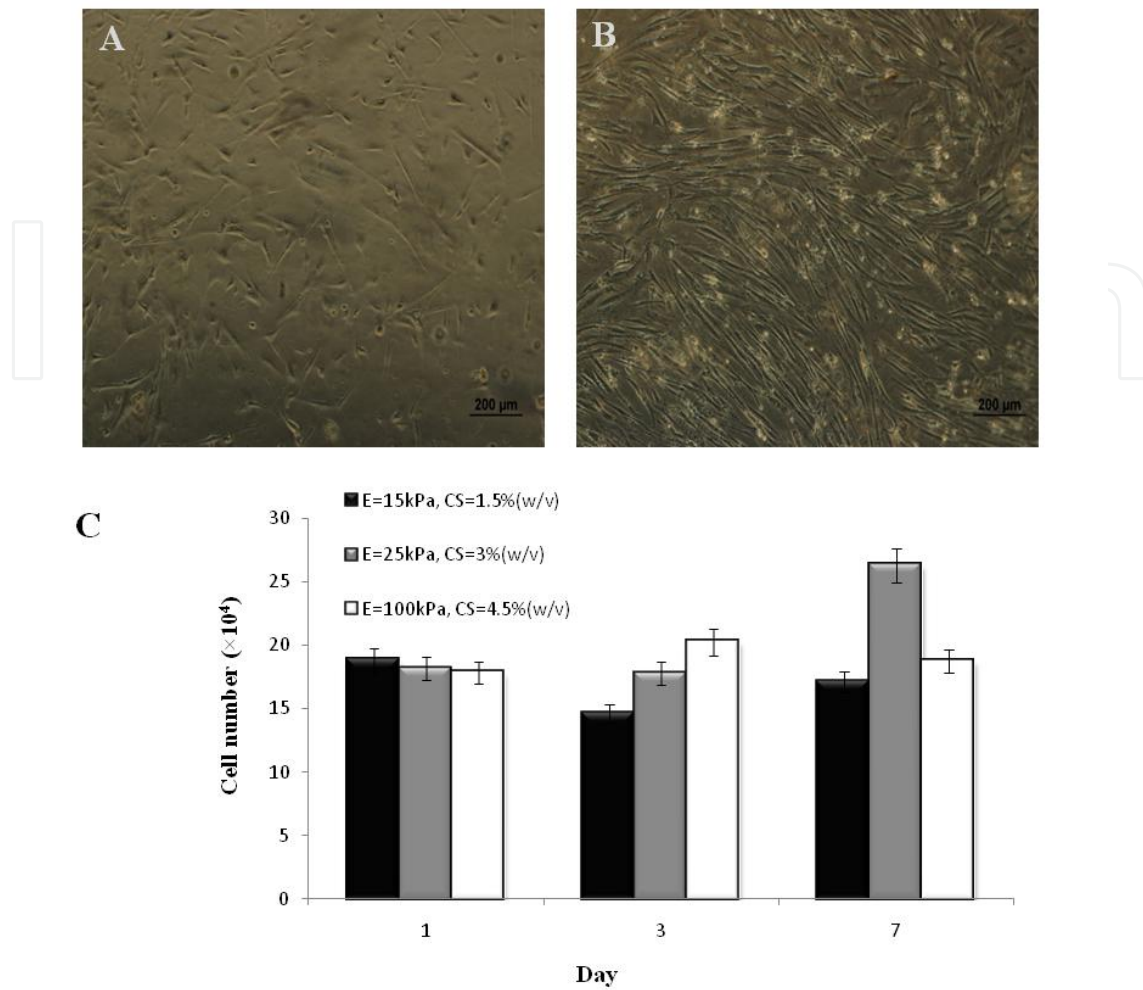 A
B
200 µm
200 µm
C
E=15kPa, CS=1.5%(w/v)
E=25kPa, CS=3%(w/v)
E=100kPa, CS=4.5%(w/v)
Cell number (×10⁴)
30
25
20
15
10
5
0
1 3 7
Day